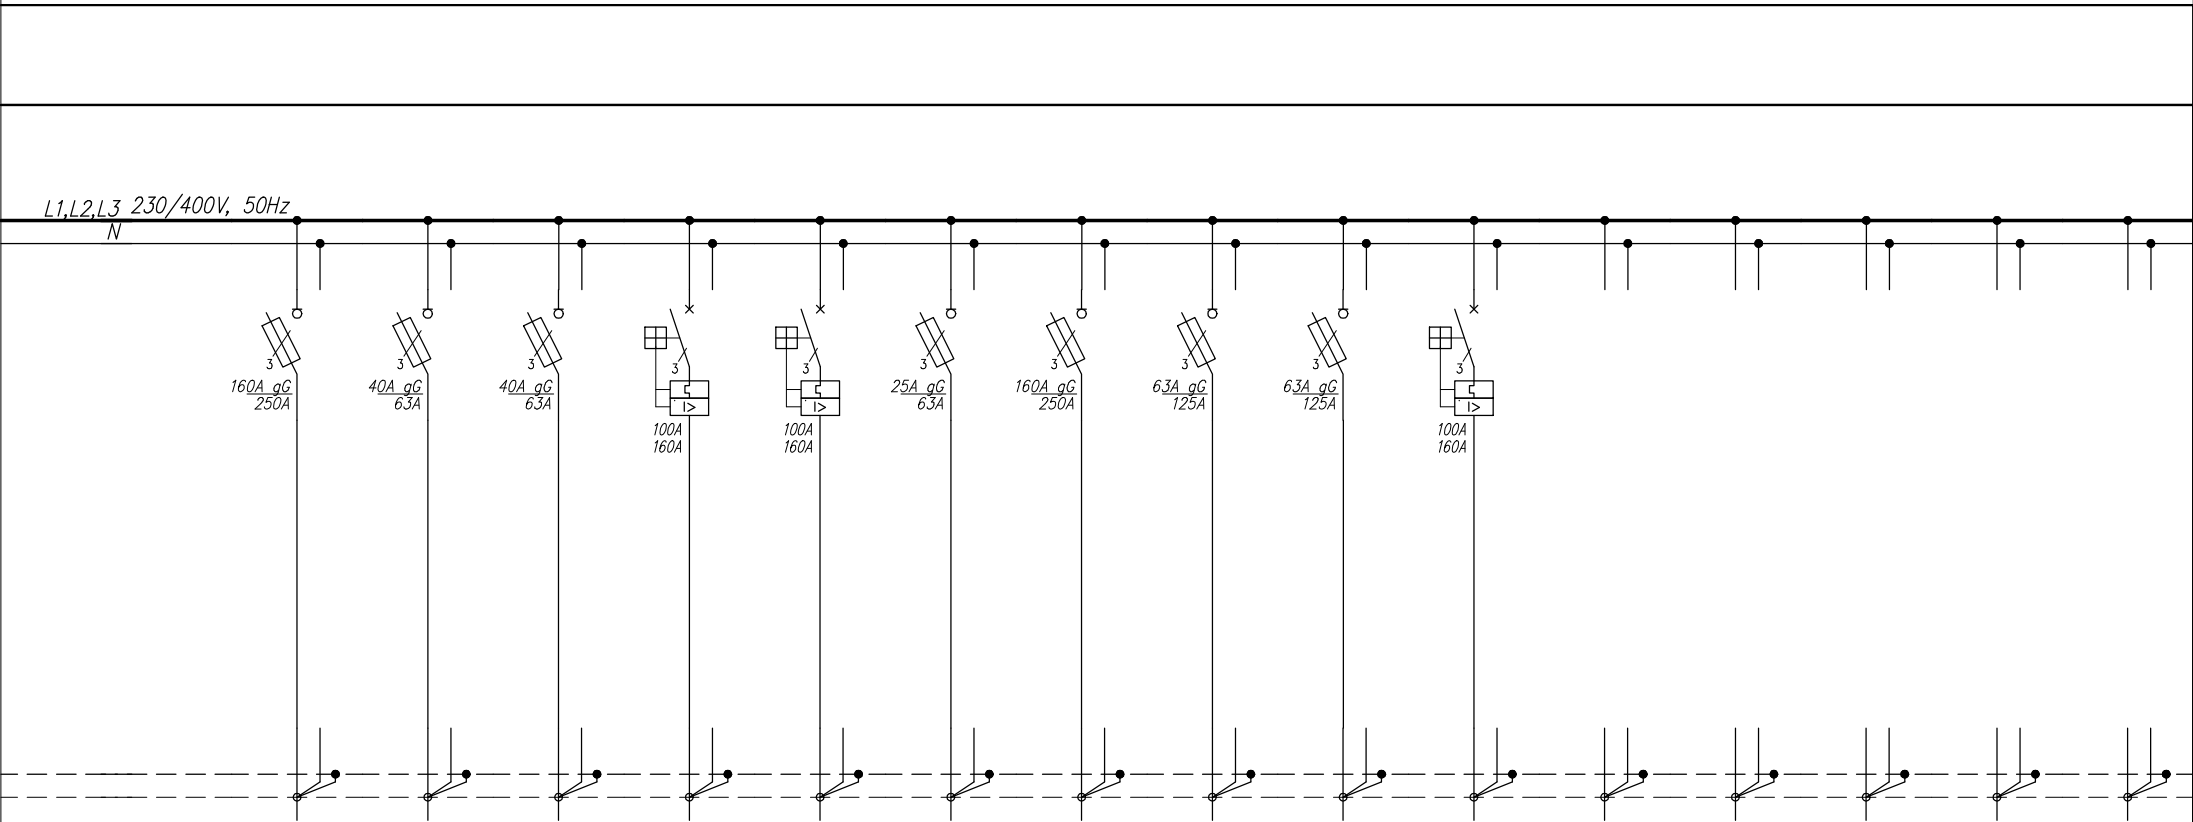 L1,L2,L3 230/400V, 50Hz
N
3 3 3 3 3 3 3 3 3 3
160A gG 40A gG 40A gG 25A gG 160A gG 63A gG 63A gG
250A 63A 63A I> I> 63A 250A 125A 125A I>
100A 100A 100A
160A 160A 160A